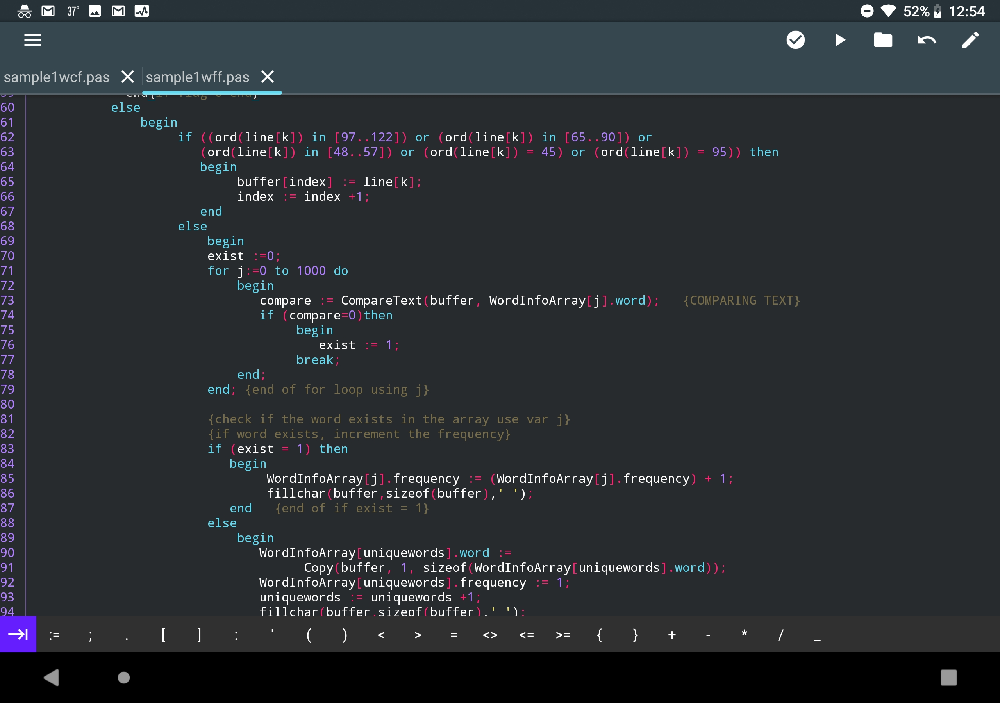 37°
52% 12:54
sample1wcf.pas sample1wff.pas
59 end{if flag 0 end}
60 else
61 begin
62 if ((ord(line[k]) in [97..122]) or (ord(line[k]) in [65..90]) or
63 (ord(line[k]) in [48..57]) or (ord(line[k]) = 45) or (ord(line[k]) = 95)) then
64 begin
65 buffer[index] := line[k];
66 index := index +1;
67 end
68 else
69 begin
70 exist :=0;
71 for j:=0 to 1000 do
72 begin
73 compare := CompareText(buffer, WordInfoArray[j].word); {COMPARING TEXT}
74 if (compare=0)then
75 begin
76 exist := 1;
77 break;
78 end;
79 end; {end of for loop using j}
80
81 {check if the word exists in the array use var j}
82 {if word exists, increment the frequency}
83 if (exist = 1) then
84 begin
85 WordInfoArray[j].frequency := (WordInfoArray[j].frequency) + 1;
86 fillchar(buffer,sizeof(buffer),' ');
87 end {end of if exist = 1}
88 else
89 begin
90 WordInfoArray[uniquewords].word :=
91 Copy(buffer, 1, sizeof(WordInfoArray[uniquewords].word));
92 WordInfoArray[uniquewords].frequency := 1;
93 uniquewords := uniquewords +1;
94 fillchar(buffer,sizeof(buffer),' ');
:= ; . [ ] : ' ( ) < > = <> <= >= { } + - * / _